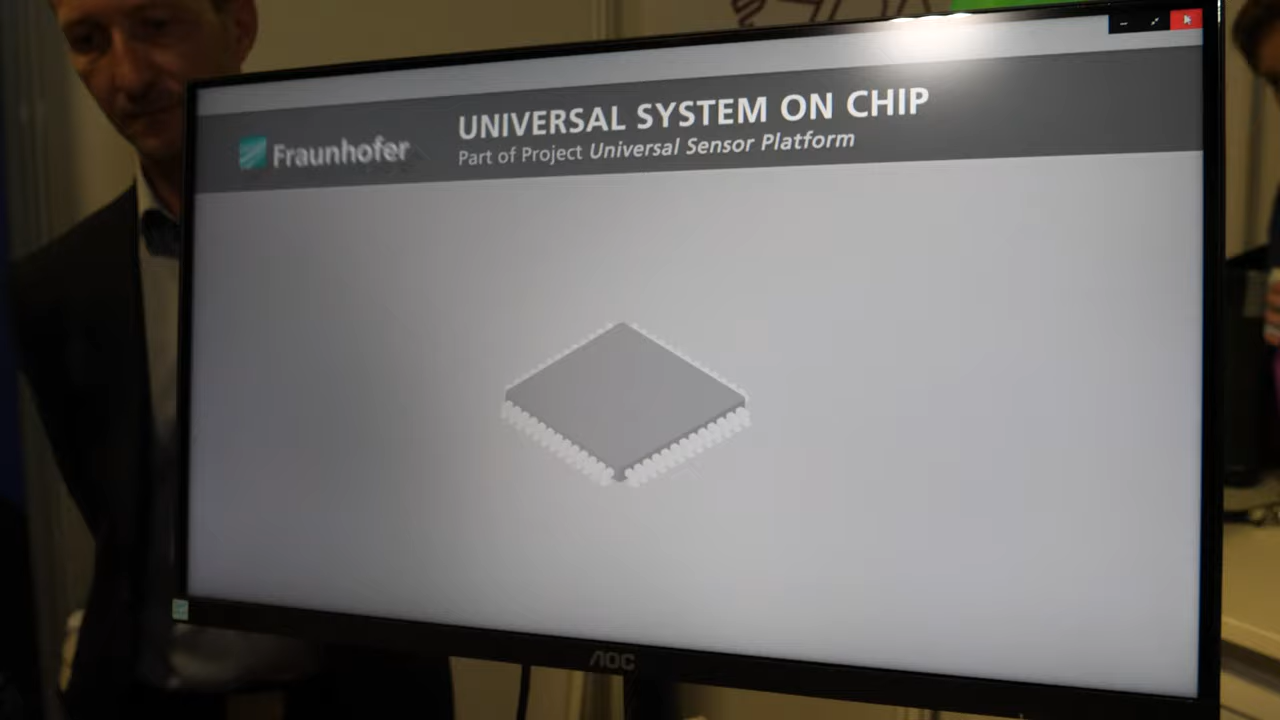 UNIVERSAL SYSTEM ON CHIP
Fraunhofer
Part of Project Universal Sensor Platform
AOC